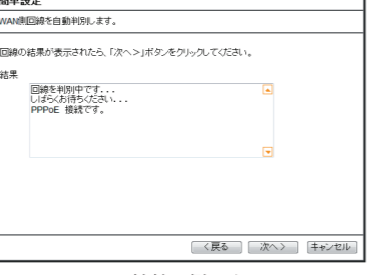 簡単設定
WAN側回線を自動判別します。
回線の結果が表示されたら、「次へ>」ボタンをクリックしてください。
結果
回線を判別中です...
しばらくお待ちください...
PPPoE 接続です。
<戻る 次へ> キャンセル